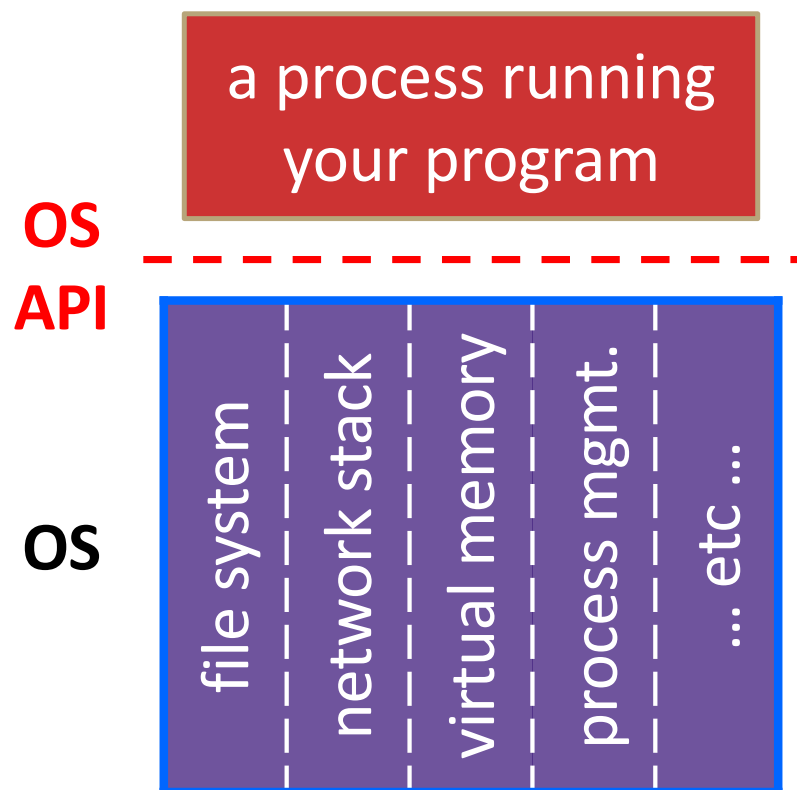 a process running
your program
OS
API
OS
file system
network stack
virtual memory
process mgmt.
... etc ...